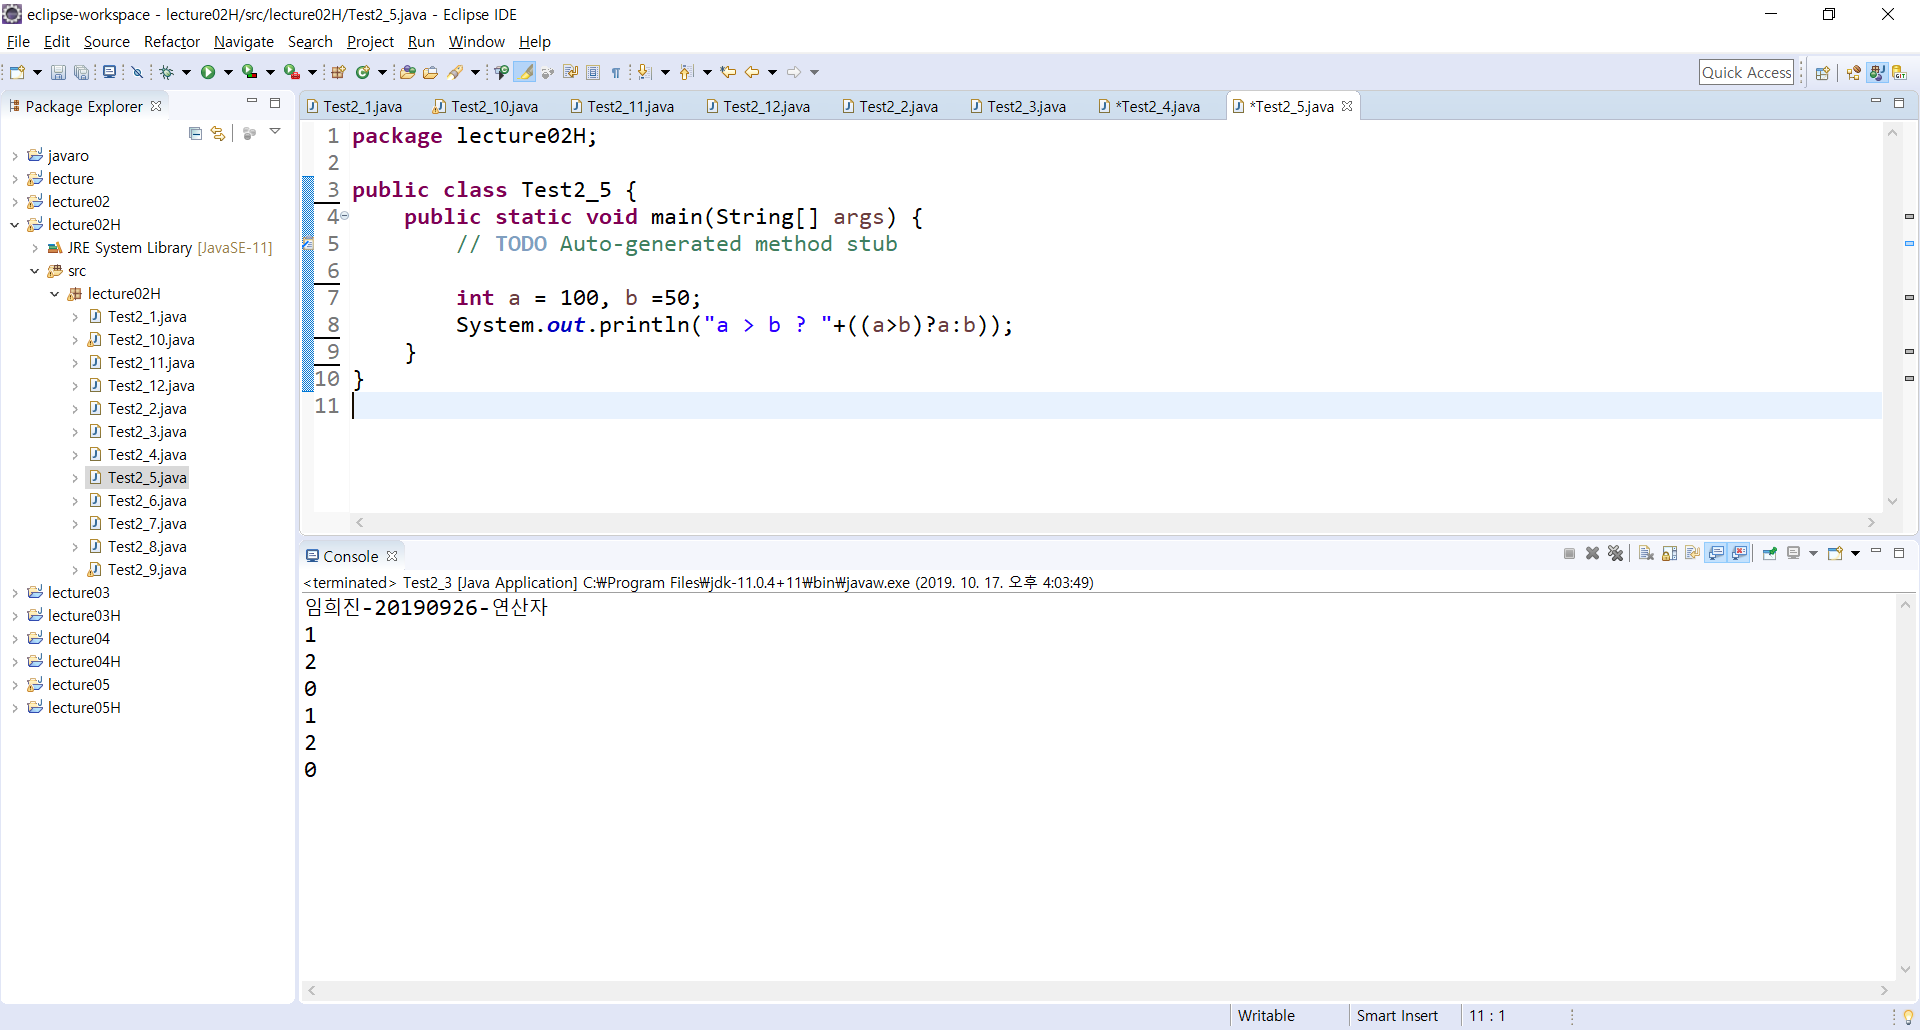 eclipse-workspace - lecture02H/src/lecture02H/Test2_5.java - Eclipse IDE
File Edit Source Refactor Navigate Search Project Run Window Help
Quick Access
Package Explorer
javaro
lecture
lecture02
lecture02H
JRE System Library [JavaSE-11]
src
lecture02H
Test2_1.java
Test2_10.java
Test2_11.java
Test2_12.java
Test2_2.java
Test2_3.java
Test2_4.java
Test2_5.java
Test2_6.java
Test2_7.java
Test2_8.java
Test2_9.java
lecture03
lecture03H
lecture04
lecture04H
lecture05
lecture05H
Test2_1.java Test2_10.java Test2_11.java Test2_12.java Test2_2.java Test2_3.java *Test2_4.java *Test2_5.java
1 package lecture02H;
2
3 public class Test2_5 {
4 public static void main(String[] args) {
5 // TODO Auto-generated method stub
6
7 int a = 100, b =50;
8 System.out.println("a > b ? "+((a>b)?a:b));
9 }
10 }
11
Console
<terminated> Test2_3 [Java Application] C:₩Program Files₩jdk-11.0.4+11₩bin₩javaw.exe (2019. 10. 17. 오후 4:03:49)
임희진-20190926-연산자
1
2
0
1
2
0
Writable Smart Insert 11 : 1